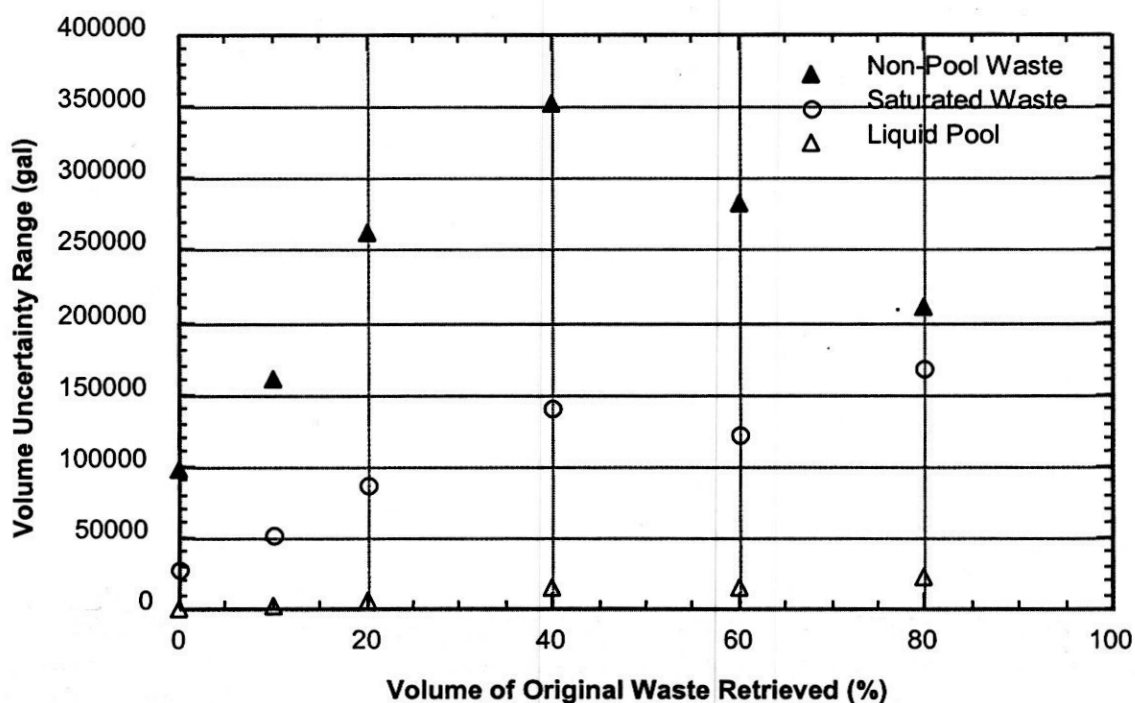 400000
350000
300000
250000
200000
150000
100000
50000
0
Volume Uncertainty Range (gal)
Non-Pool Waste
Saturated Waste
Liquid Pool
0 20 40 60 80 100
Volume of Original Waste Retrieved (%)